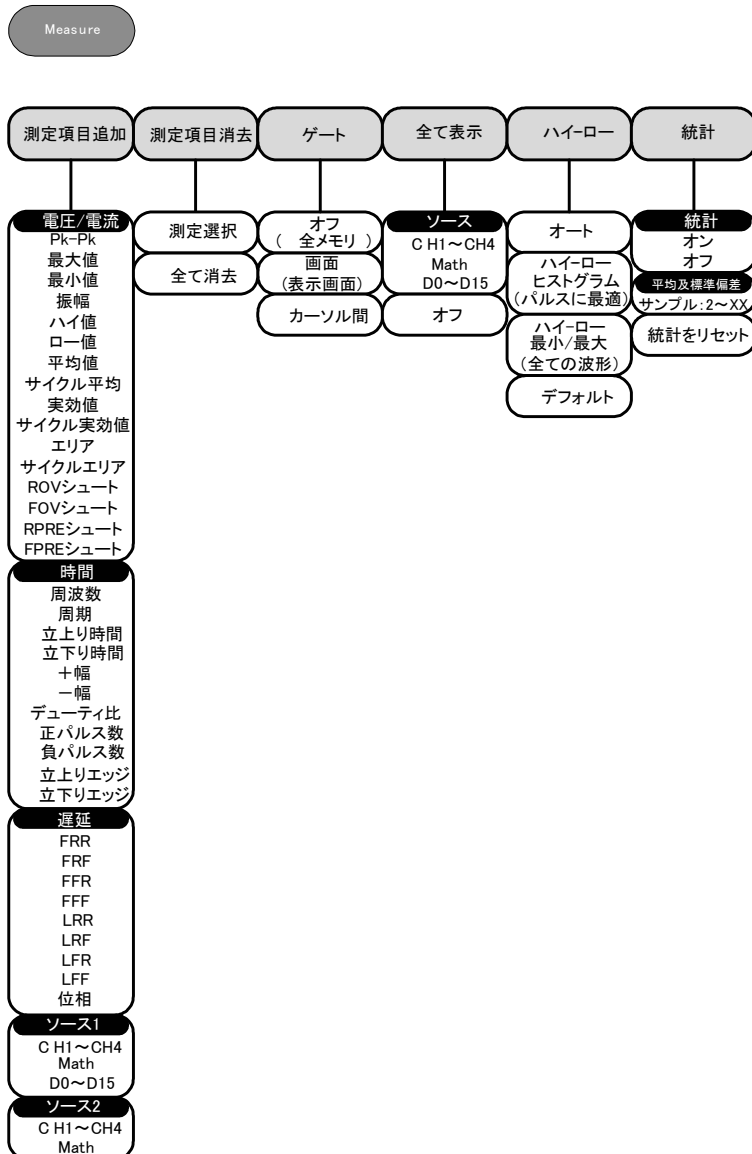 Measure
測定項目追加
測定項目消去
ゲート
全て表示
ハイ-ロー
統計
電圧/電流
Pk-Pk
最大値
最小値
振幅
ハイ値
ロー値
平均値
サイクル平均
実効値
サイクル実効値
エリア
サイクルエリア
ROVシュート
FOVシュート
RPREシュート
FPREシュート
時間
周波数
周期
立上り時間
立下り時間
＋幅
－幅
デューティ比
正パルス数
負パルス数
立上りエッジ
立下りエッジ
遅延
FRR
FRF
FFR
FFF
LRR
LRF
LFR
LFF
位相
ソース1
CH1～CH4
Math
D0～D15
ソース2
CH1～CH4
Math
測定選択
全て消去
オフ
(全メモリ)
画面
(表示画面)
カーソル間
ソース
CH1～CH4
Math
D0～D15
オフ
オート
ハイ-ロー
ヒストグラム
(パルスに最適)
ハイ-ロー
最小/最大
(全ての波形)
デフォルト
統計
オン
オフ
平均及標準偏差
サンプル:2～XX
統計をリセット